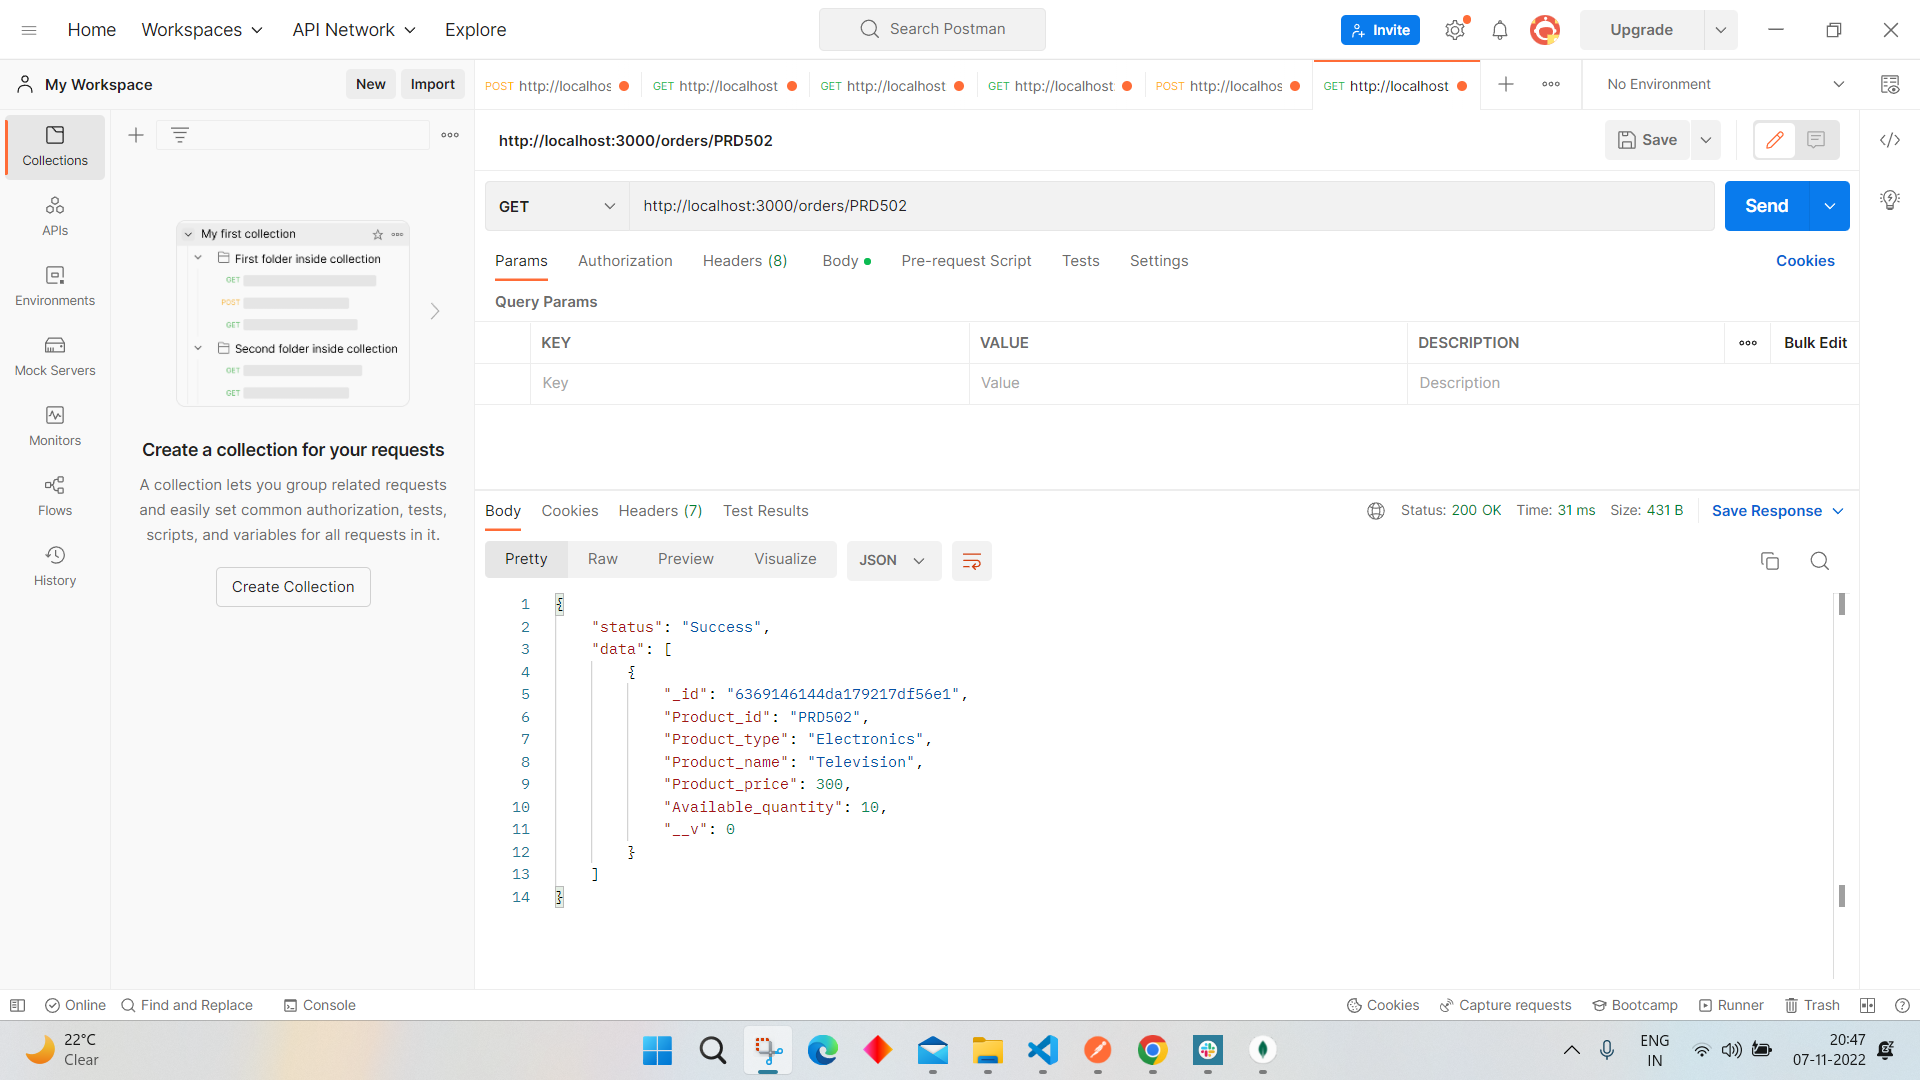 Home Workspaces API Network Explore
Search Postman
Invite
Upgrade
My Workspace
New Import
POST http://localhos
GET http://localhost
GET http://localhost
GET http://localhost:
POST http://localhos
GET http://localhost
No Environment
Collections
APIs
Environments
Mock Servers
Monitors
Flows
History
My first collection
First folder inside collection
GET
POST
GET
Second folder inside collection
GET
GET
Create a collection for your requests
A collection lets you group related requests
and easily set common authorization, tests,
scripts, and variables for all requests in it.
Create Collection
http://localhost:3000/orders/PRD502
Save
GET http://localhost:3000/orders/PRD502
Send
Params Authorization Headers (8) Body Pre-request Script Tests Settings Cookies
Query Params
KEY VALUE DESCRIPTION Bulk Edit
Key Value Description
Body Cookies Headers (7) Test Results
Status: 200 OK Time: 31 ms Size: 431 B Save Response
Pretty Raw Preview Visualize JSON
1 {
2 "status": "Success",
3 "data": [
4 {
5 "_id": "6369146144da179217df56e1",
6 "Product_id": "PRD502",
7 "Product_type": "Electronics",
8 "Product_name": "Television",
9 "Product_price": 300,
10 "Available_quantity": 10,
11 "__v": 0
12 }
13 ]
14 }
Online Find and Replace Console
Cookies Capture requests Bootcamp Runner Trash
22°C
Clear
ENG
IN
20:47
07-11-2022